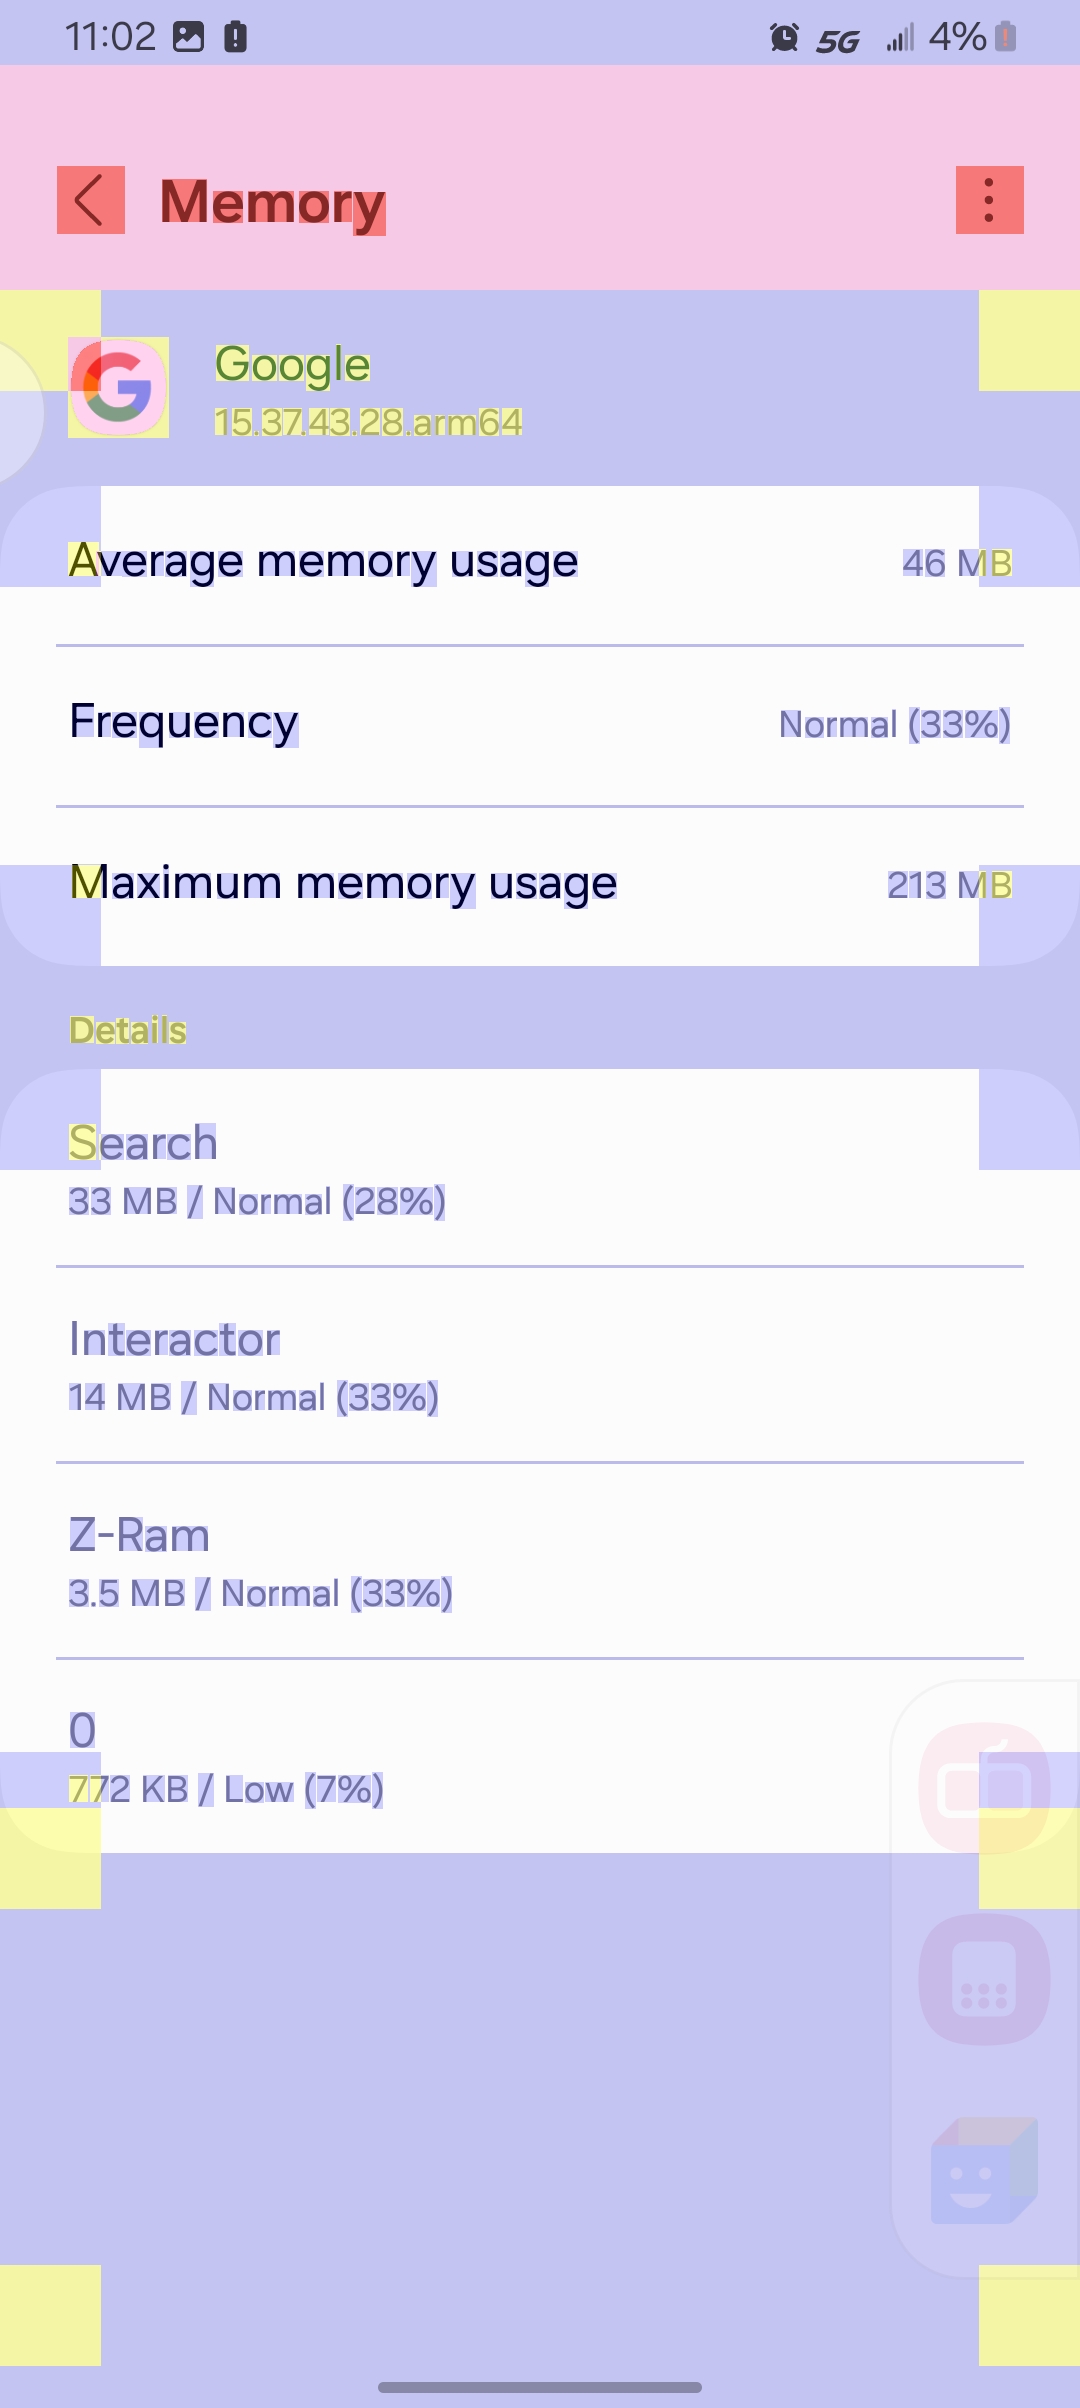 11:02 5G 4%
Memory
Google
15.37.43.28.arm64
Average memory usage 46 MB
Frequency Normal (33%)
Maximum memory usage 213 MB
Details
Search
33 MB / Normal (28%)
Interactor
14 MB / Normal (33%)
Z-Ram
3.5 MB / Normal (33%)
0
772 KB / Low (7%)